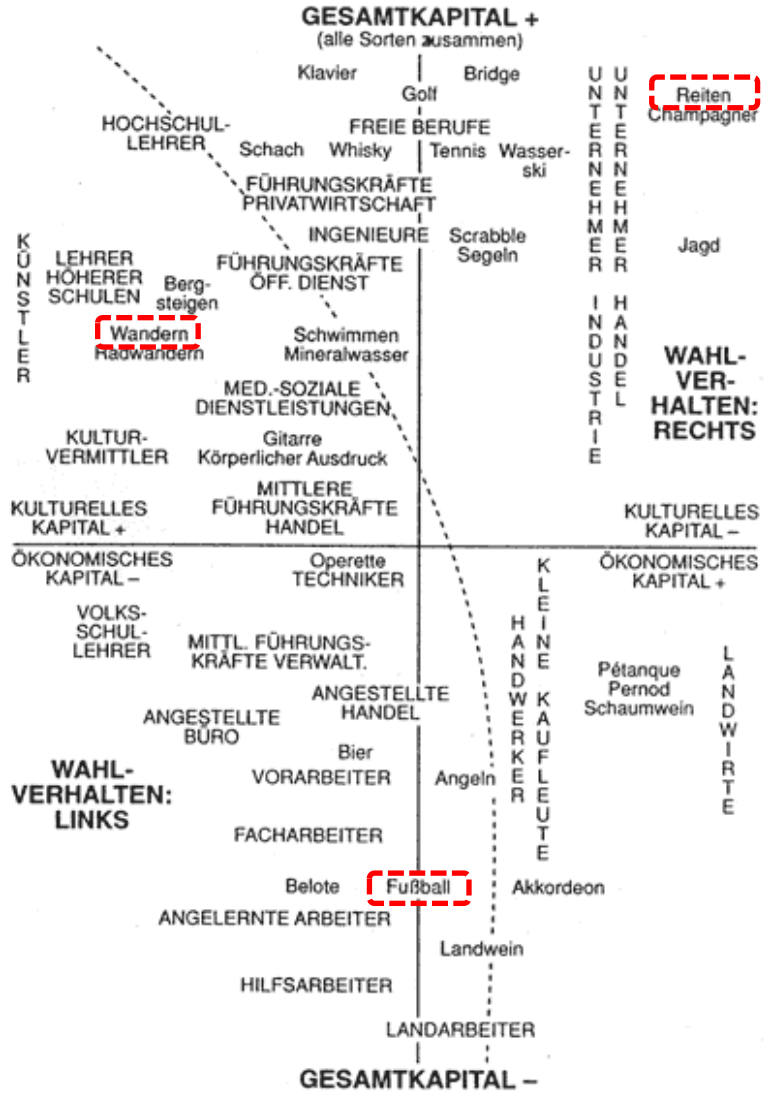 GESAMTKAPITAL +
(alle Sorten zusammen)
Klavier
Bridge
Golf
UNTERNEHMER INDUSTRIE
UNTERNEHMER HANDEL
Reiten
Champagner
HOCHSCHUL-
LEHRER
FREIE BERUFE
Schach
Whisky
Tennis
Wasser-
ski
FÜHRUNGSKRÄFTE
PRIVATWIRTSCHAFT
INGENIEURE
Scrabble
Segeln
Jagd
KÜNSTLER
LEHRER
HÖHERER
SCHULEN
Berg-
steigen
FÜHRUNGSKRÄFTE
ÖFF. DIENST
Wandern
Radwandern
Schwimmen
Mineralwasser
WAHL-
VER-
HALTEN:
RECHTS
MED.-SOZIALE
DIENSTLEISTUNGEN
KULTUR-
VERMITTLER
Gitarre
Körperlicher Ausdruck
MITTLERE
FÜHRUNGSKRÄFTE
HANDEL
KULTURELLES
KAPITAL +
KULTURELLES
KAPITAL –
ÖKONOMISCHES
KAPITAL –
Operette
TECHNIKER
ÖKONOMISCHES
KAPITAL +
HANDWERKER
KLEINE KAUFLEUTE
VOLKS-
SCHUL-
LEHRER
MITTL. FÜHRUNGS-
KRÄFTE VERWALT.
Pétanque
Pernod
Schaumwein
LANDWIRTE
ANGESTELLTE
HANDEL
ANGESTELLTE
BÜRO
Bier
WAHL-
VERHALTEN:
LINKS
VORARBEITER
Angeln
FACHARBEITER
Belote
Fußball
Akkordeon
ANGELERNTE ARBEITER
Landwein
HILFSARBEITER
LANDARBEITER
GESAMTKAPITAL –